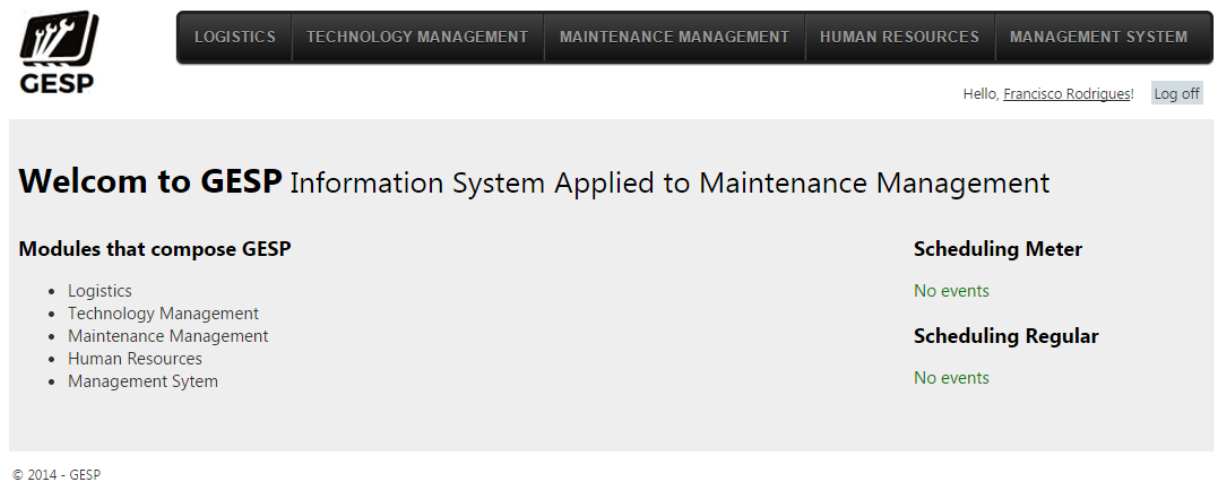 GESP
LOGISTICS TECHNOLOGY MANAGEMENT MAINTENANCE MANAGEMENT HUMAN RESOURCES MANAGEMENT SYSTEM
Hello, Francisco Rodrigues! Log off
Welcom to GESP Information System Applied to Maintenance Management
Modules that compose GESP
• Logistics
• Technology Management
• Maintenance Management
• Human Resources
• Management Sytem
Scheduling Meter
No events
Scheduling Regular
No events
© 2014 - GESP